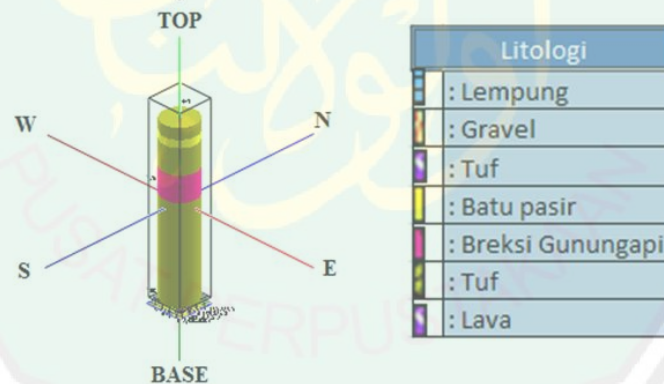 TOP
W
N
S
E
BASE
Litologi
: Lempung
: Gravel
: Tuf
: Batu pasir
: Breksi Gunungapi
: Tuf
: Lava